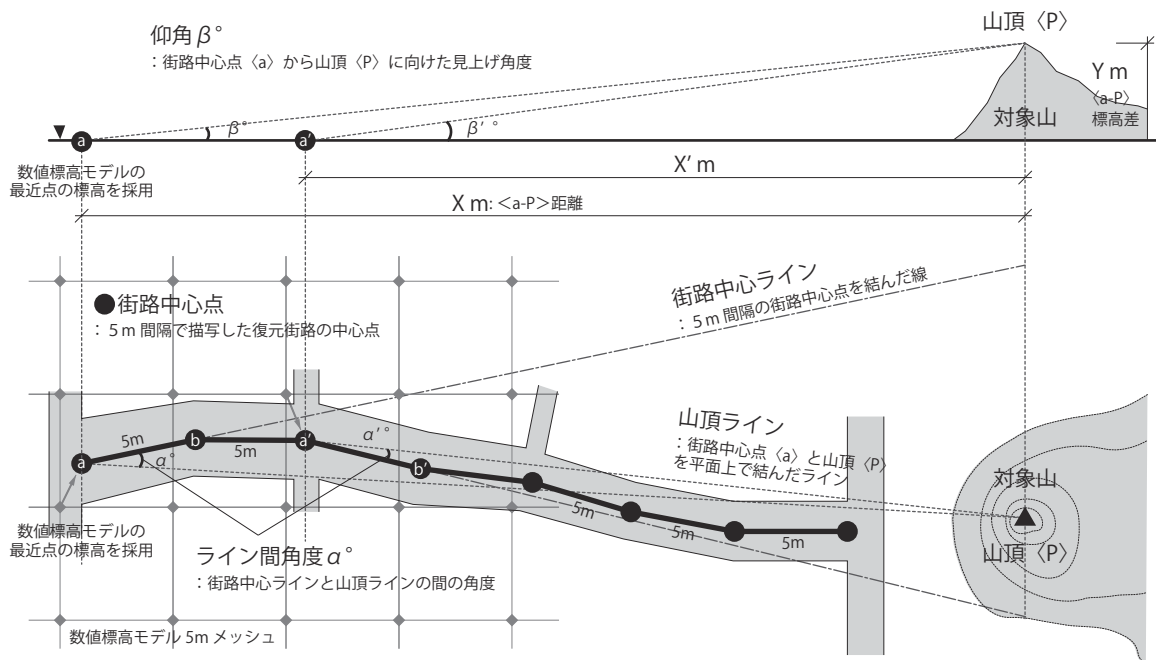 山頂〈P〉
仰角 β°
：街路中心点〈a〉から山頂〈P〉に向けた見上げ角度
Y m
〈a-P〉
標高差
対象山
β°
β'°
a
a'
数値標高モデルの
最近点の標高を採用
X' m
X m: <a-P>距離
街路中心ライン
：5m 間隔の街路中心点を結んだ線
●街路中心点
：5m 間隔で描写した復元街路の中心点
山頂ライン
：街路中心点〈a〉と山頂〈P〉
を平面上で結んだライン
5m
b
5m
a'
α'°
a
α°
b'
5m
5m
5m
対象山
山頂〈P〉
数値標高モデルの
最近点の標高を採用
ライン間角度 α°
：街路中心ラインと山頂ラインの間の角度
数値標高モデル 5m メッシュ